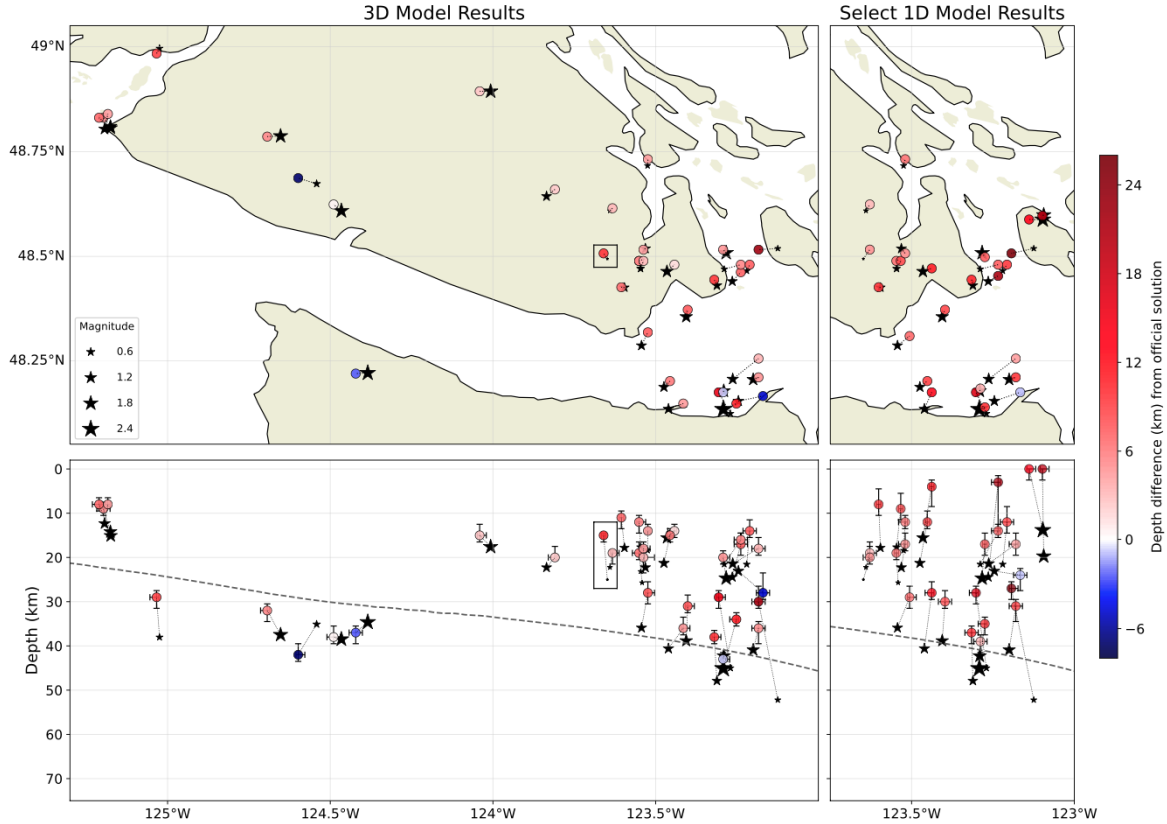 3D Model Results
Select 1D Model Results
49°N
48.75°N
48.5°N
48.25°N
Magnitude
0.6
1.2
1.8
2.4
0
10
20
30
40
50
60
70
Depth (km)
125°W
124.5°W
124°W
123.5°W
123.5°W
123°W
24
18
12
6
0
−6
Depth difference (km) from official solution